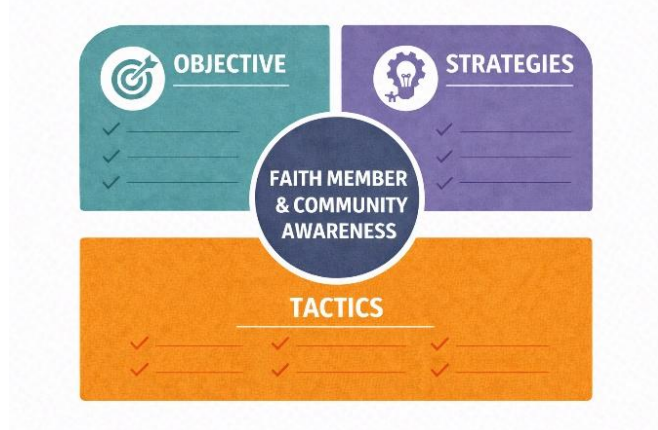 OBJECTIVE
STRATEGIES
FAITH MEMBER
& COMMUNITY
AWARENESS
TACTICS